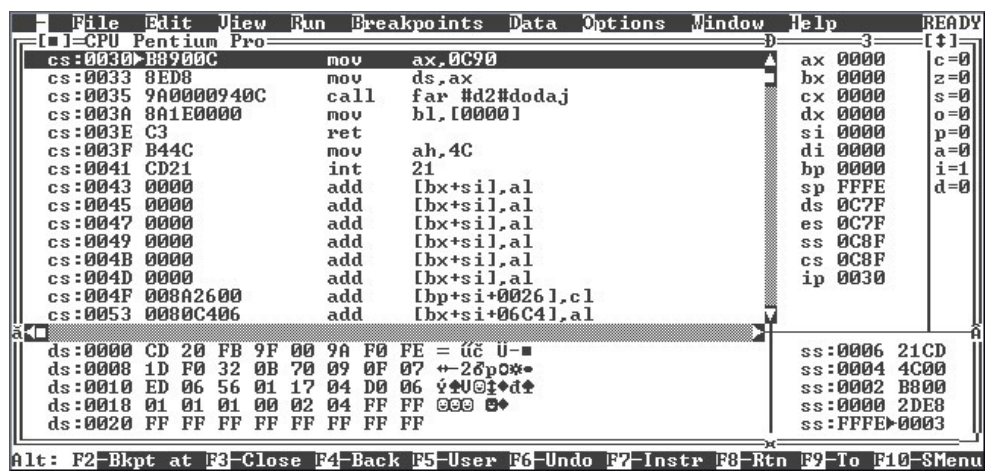 File Edit View Run Breakpoints Data Options Window Help READY
[■]=CPU Pentium Pro 3 [↕]
cs:0030►B8900C mov ax,0C90 ax 0000 c=0
cs:0033 8ED8 mov ds,ax bx 0000 z=0
cs:0035 9A0000940C call far #d2#dodaj cx 0000 s=0
cs:003A 8A1E0000 mov bl,[0000] dx 0000 o=0
cs:003E C3 ret si 0000 p=0
cs:003F B44C mov ah,4C di 0000 a=0
cs:0041 CD21 int 21 bp 0000 i=1
cs:0043 0000 add [bx+si],al sp FFFE d=0
cs:0045 0000 add [bx+si],al ds 0C7F
cs:0047 0000 add [bx+si],al es 0C7F
cs:0049 0000 add [bx+si],al ss 0C8F
cs:004B 0000 add [bx+si],al cs 0C8F
cs:004D 0000 add [bx+si],al ip 0030
cs:004F 008A2600 add [bp+si+0026],cl
cs:0053 0080C406 add [bx+si+06C4],al
ds:0000 CD 20 FB 9F 00 9A F0 FE = űč Ü-■ ss:0006 21CD
ds:0008 1D F0 32 0B 70 09 0F 07 ↔-2♂p○☼• ss:0004 4C00
ds:0010 ED 06 56 01 17 04 D0 06 ý♠V☺↨♦đ♠ ss:0002 B800
ds:0018 01 01 01 00 02 04 FF FF ☺☺☺ ☻♦ ss:0000 2DE8
ds:0020 FF FF FF FF FF FF FF FF ss:FFFE►0003
Alt: F2-Bkpt at F3-Close F4-Back F5-User F6-Undo F7-Instr F8-Rtn F9-To F10-SMenu